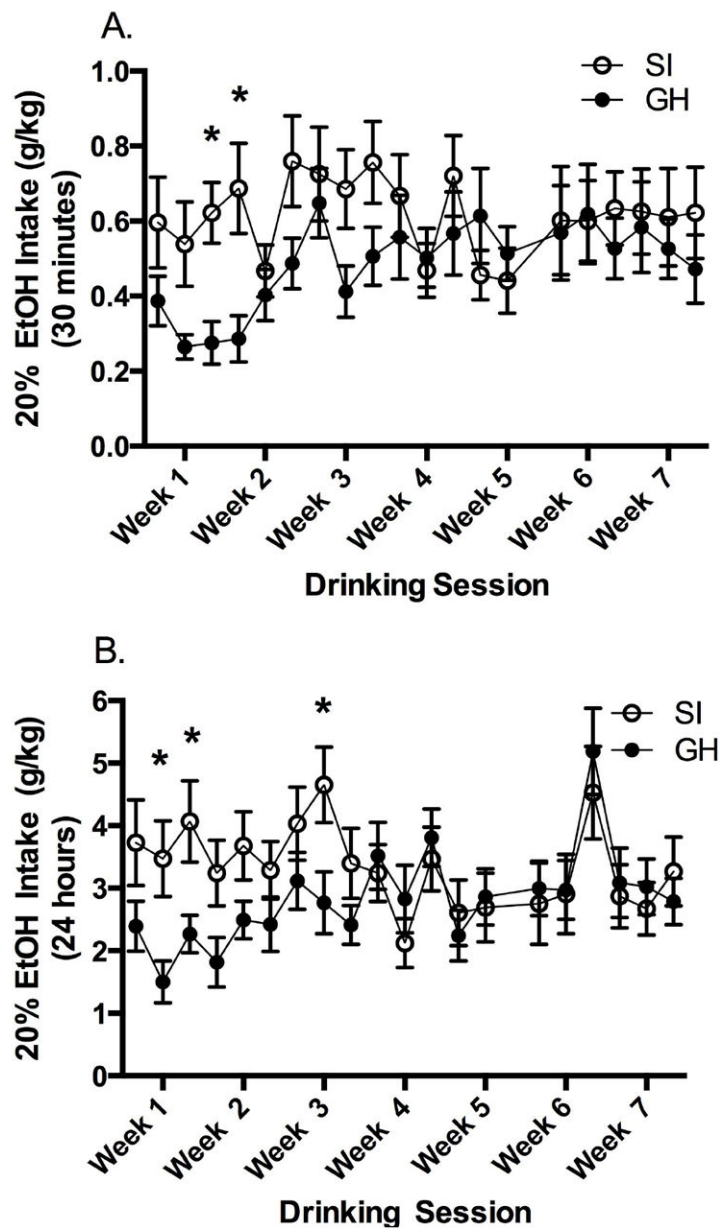 A.
20% EtOH Intake (g/kg)
(30 minutes)
1.0
0.8
0.6
0.4
0.2
0.0
* *
SI
GH
Week 1
Week 2
Week 3
Week 4
Week 5
Week 6
Week 7
Drinking Session
B.
20% EtOH Intake (g/kg)
(24 hours)
6
5
4
3
2
1
0
* * *
SI
GH
Week 1
Week 2
Week 3
Week 4
Week 5
Week 6
Week 7
Drinking Session